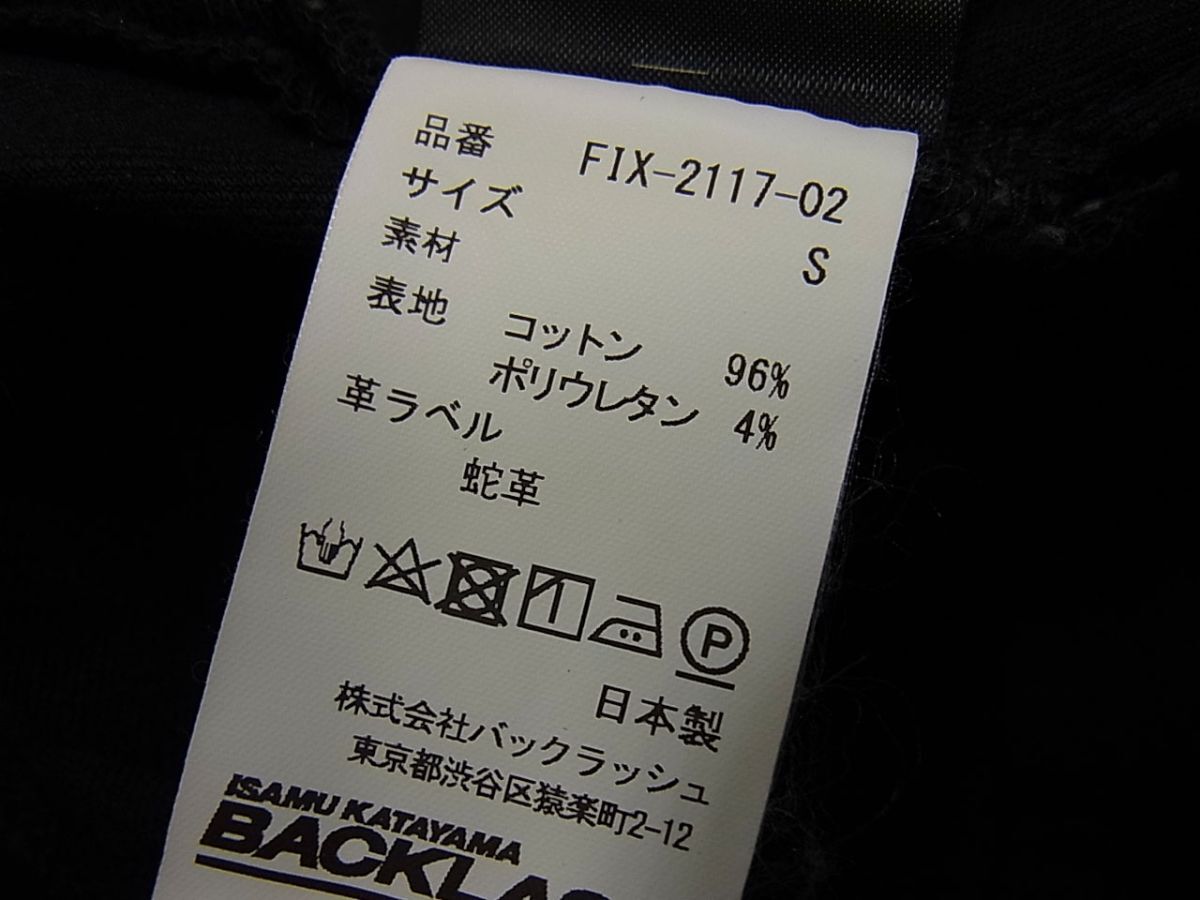 品番 FIX-2117-02
サイズ S
素材
表地 コットン 96%
ポリウレタン 4%
革ラベル
蛇革
P
日本製
株式会社バックラッシュ
東京都渋谷区猿楽町2-12
ISAMU KATAYAMA
BACKLAS